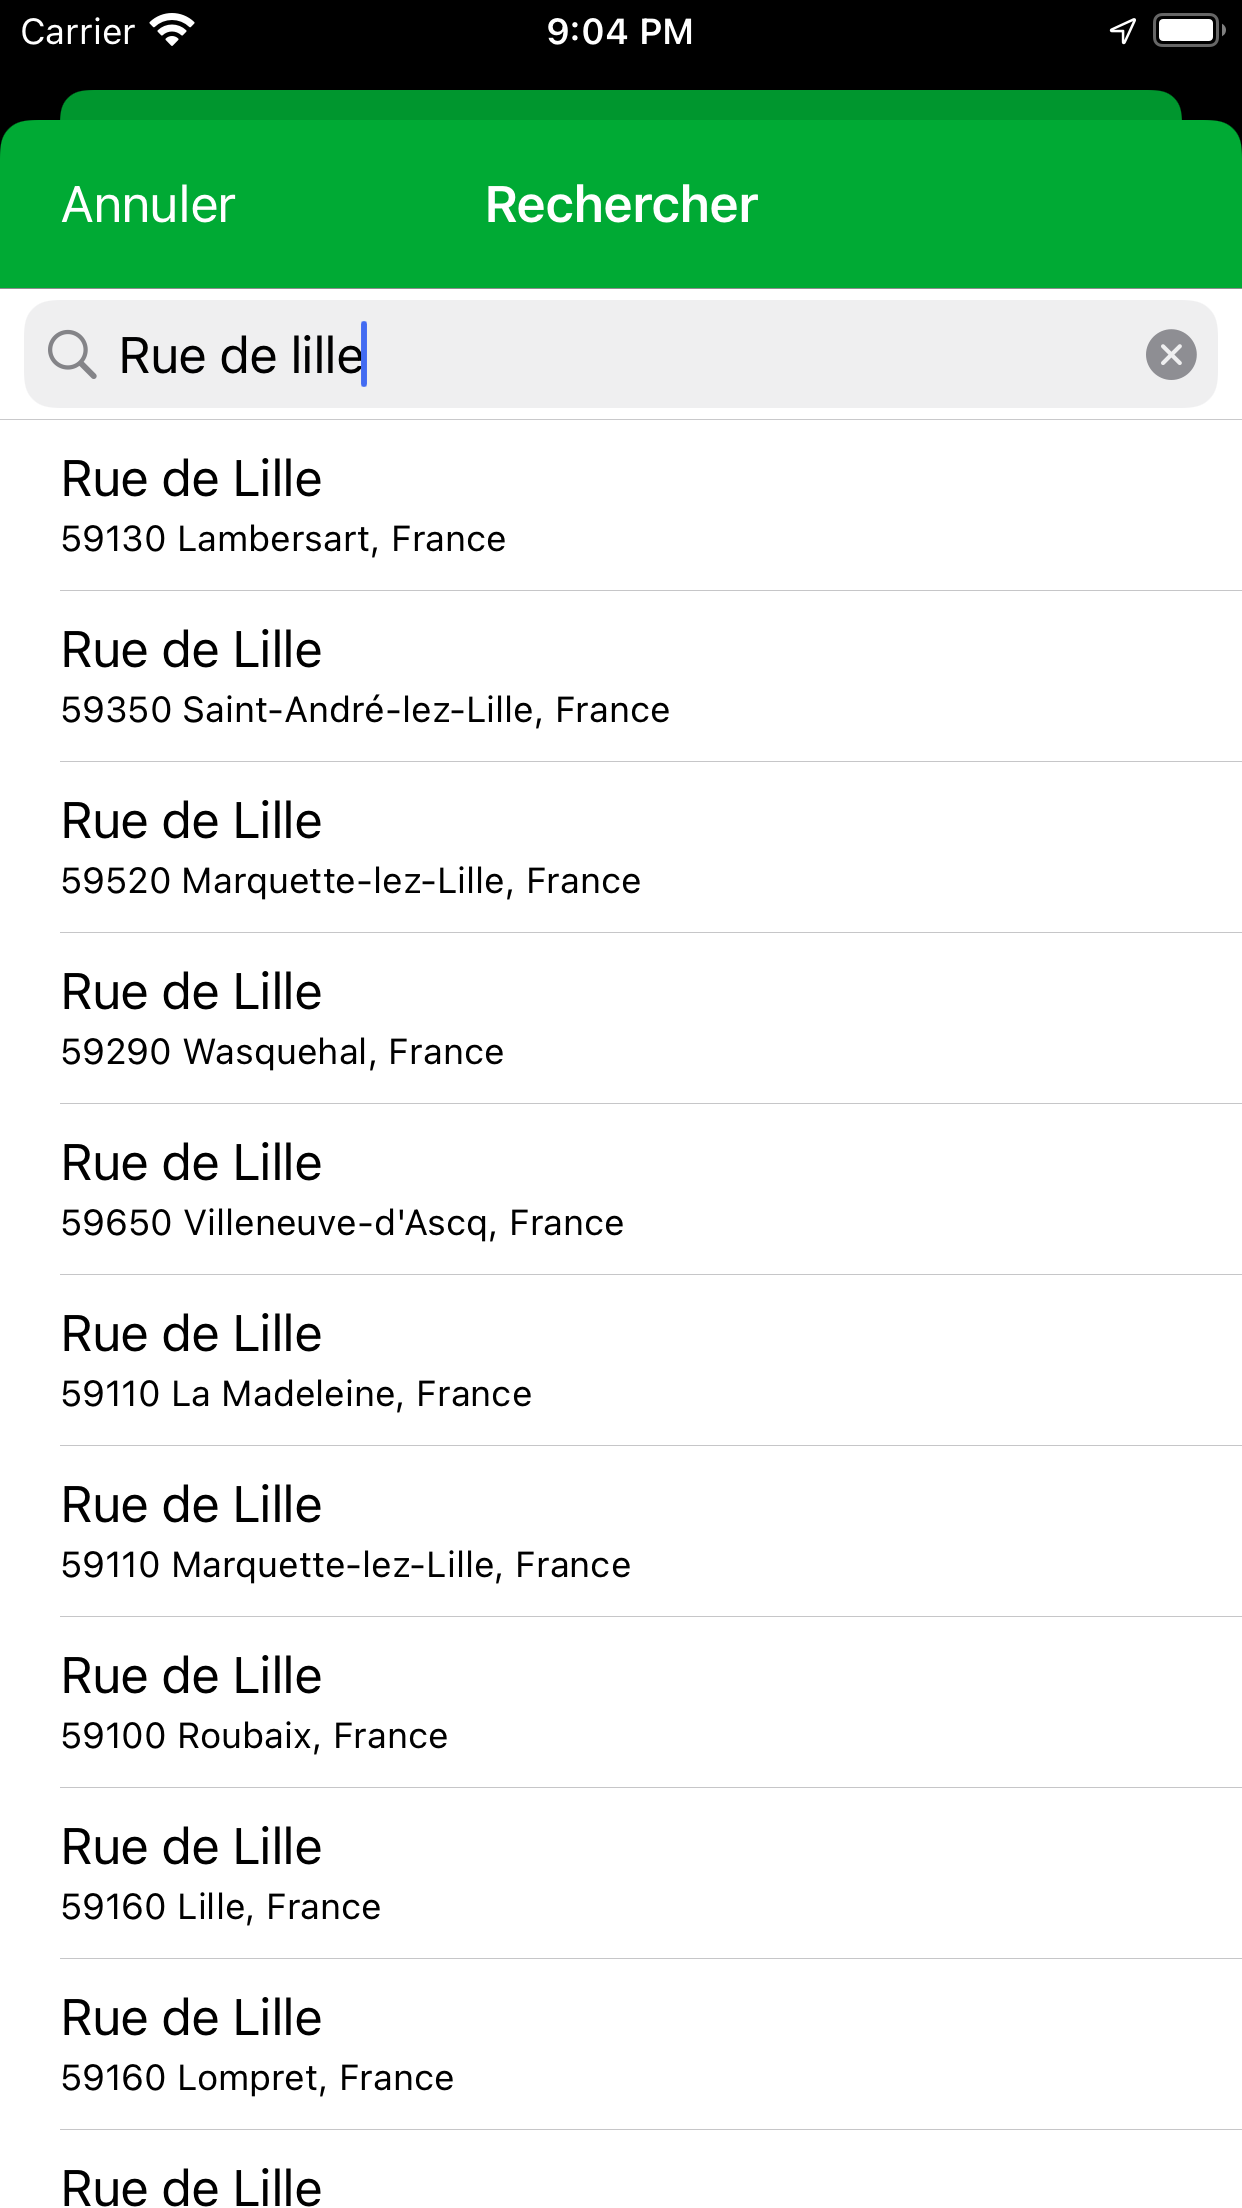 Carrier 9:04 PM
Annuler Rechercher
Rue de lille
Rue de Lille
59130 Lambersart, France
Rue de Lille
59350 Saint-André-lez-Lille, France
Rue de Lille
59520 Marquette-lez-Lille, France
Rue de Lille
59290 Wasquehal, France
Rue de Lille
59650 Villeneuve-d'Ascq, France
Rue de Lille
59110 La Madeleine, France
Rue de Lille
59110 Marquette-lez-Lille, France
Rue de Lille
59100 Roubaix, France
Rue de Lille
59160 Lille, France
Rue de Lille
59160 Lompret, France
Rue de Lille